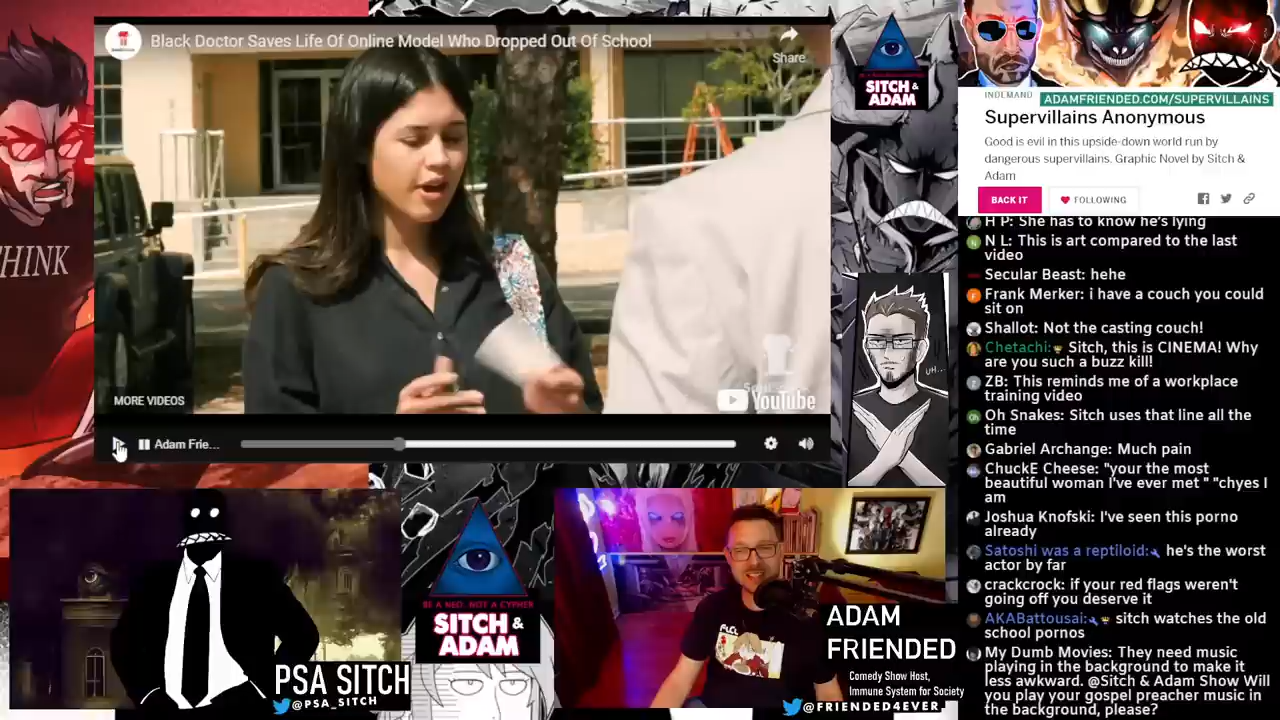 Black Doctor Saves Life Of Online Model Who Dropped Out Of School
Share
MORE VIDEOS
YouTube
Adam Frie...
THINK
SITCH &
ADAM
UH...
INDEMAND
ADAMFRIENDED.COM/SUPERVILLAINS
Supervillains Anonymous
Good is evil in this upside-down world run by
dangerous supervillains. Graphic Novel by Sitch &
Adam
BACK IT
FOLLOWING
H P: She has to know he's lying
N L: This is art compared to the last
video
Secular Beast: hehe
Frank Merker: i have a couch you could
sit on
Shallot: Not the casting couch!
Chetachi: Sitch, this is CINEMA! Why
are you such a buzz kill!
ZB: This reminds me of a workplace
training video
Oh Snakes: Sitch uses that line all the
time
Gabriel Archange: Much pain
ChuckE Cheese: "your the most
beautiful woman I've ever met " "chyes I
am
Joshua Knofski: I've seen this porno
already
Satoshi was a reptiloid: he's the worst
actor by far
crackcrock: if your red flags weren't
going off you deserve it
AKABattousai: sitch watches the old
school pornos
My Dumb Movies: They need music
playing in the background to make it
less awkward. @Sitch & Adam Show Will
you play your gospel preacher music in
the background, please?
PSA SITCH
@PSA_SITCH
BE A NEO, NOT A CYPHER
SITCH &
ADAM
FLCL
ADAM
FRIENDED
Comedy Show Host,
Immune System for Society
@FRIENDED4EVER